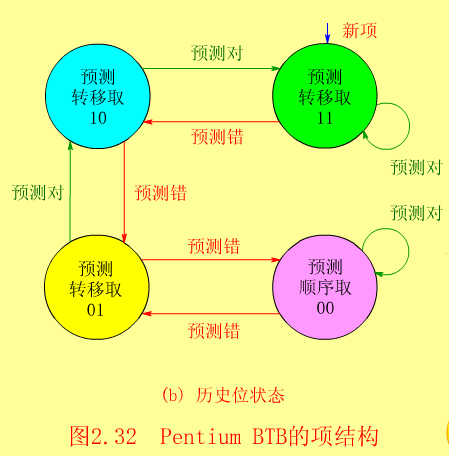 新项
预测对
预测
转移取
10
预测
转移取
11
预测错
预测对
预测对
预测错
预测对
预测错
预测
转移取
01
预测
顺序取
00
预测错
(b) 历史位状态
图2.32 Pentium BTB的项结构